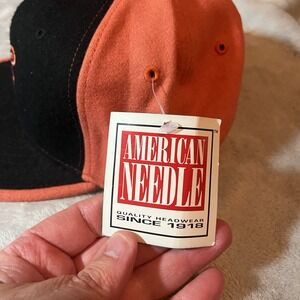 AMERICAN
NEEDLE
QUALITY HEADWEAR
SINCE 1918